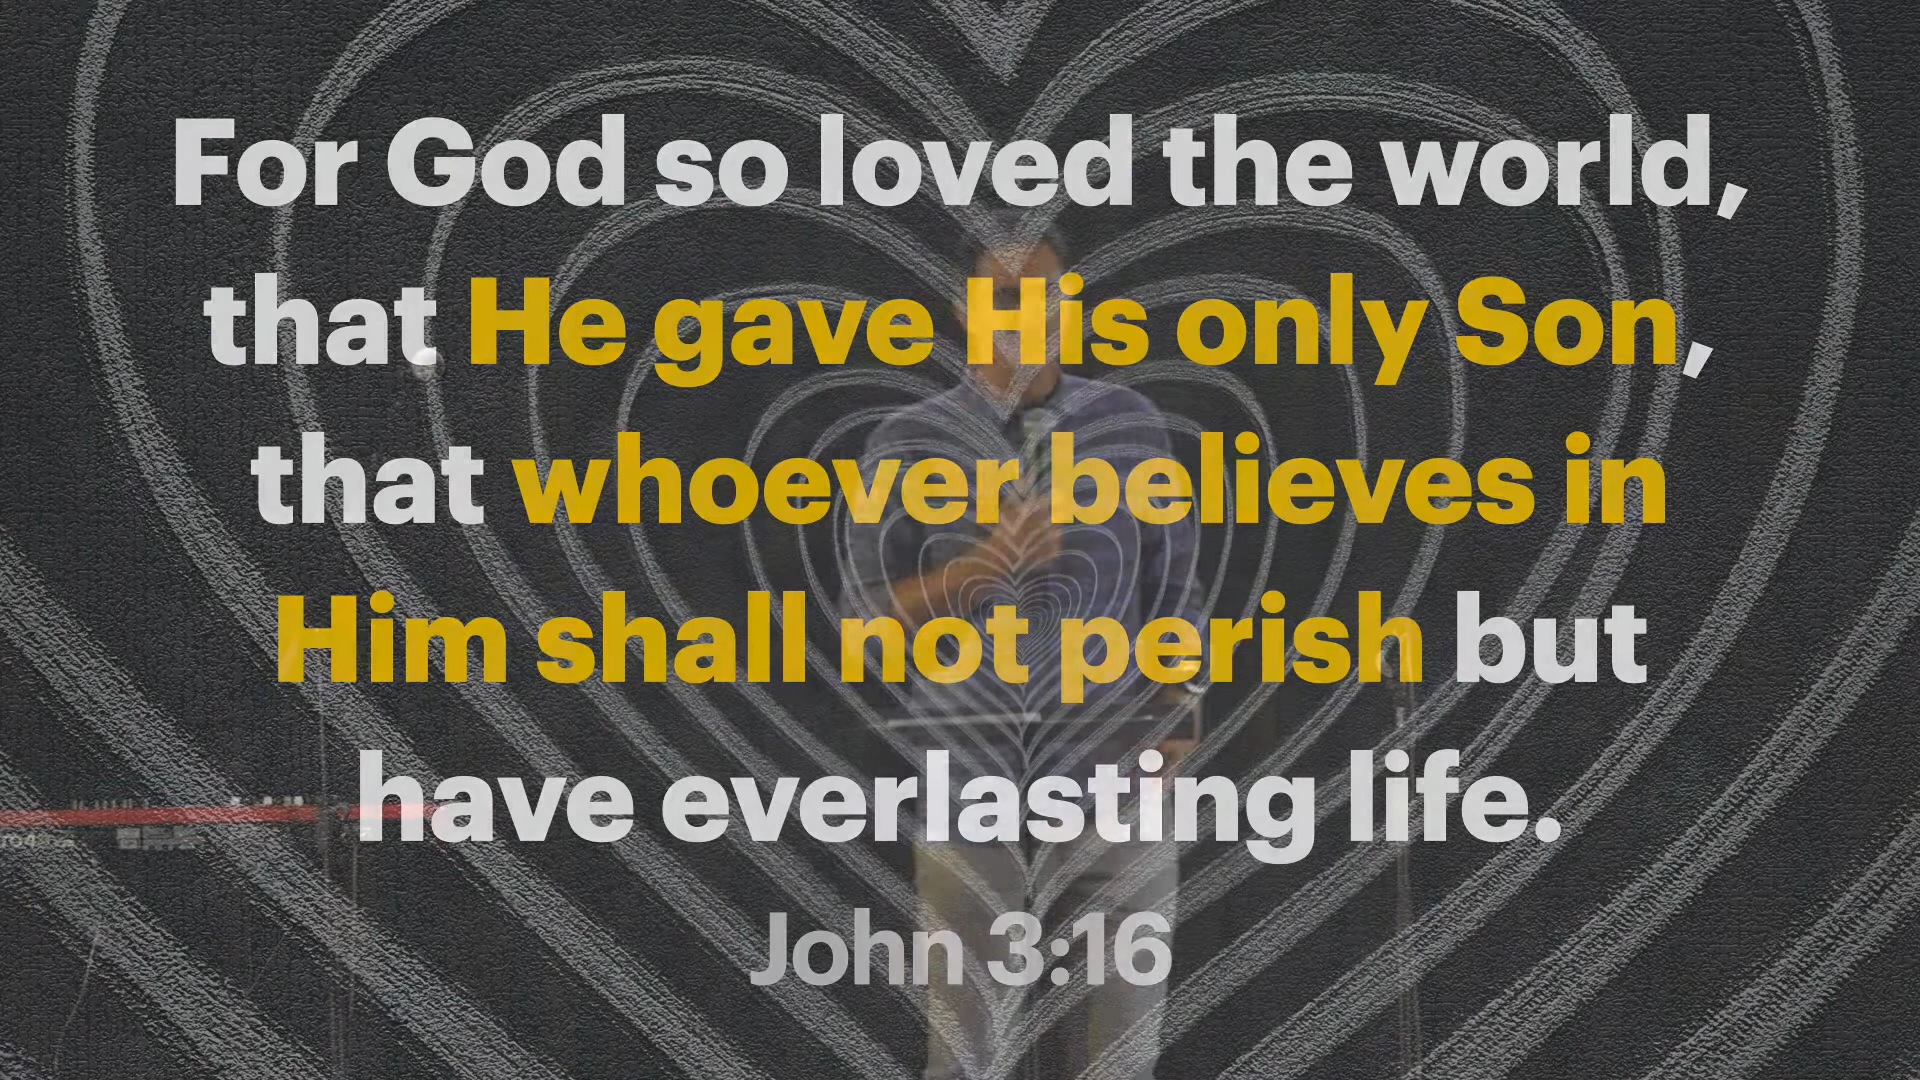 For God so loved the world,
that He gave His only Son,
that whoever believes in
Him shall not perish but
have everlasting life.
John 3:16